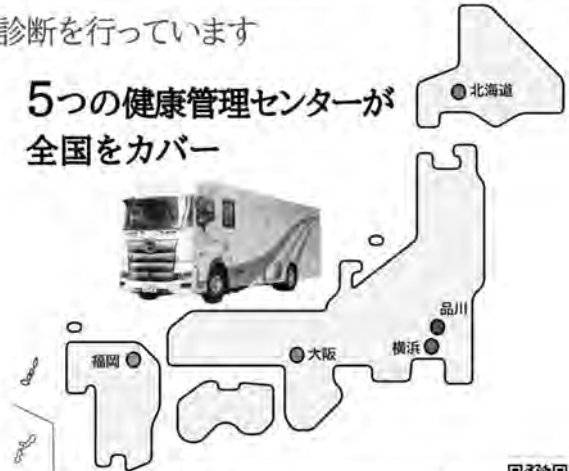 診断を行っています
5つの健康管理センターが
全国をカバー
北海道
品川
横浜
大阪
福岡